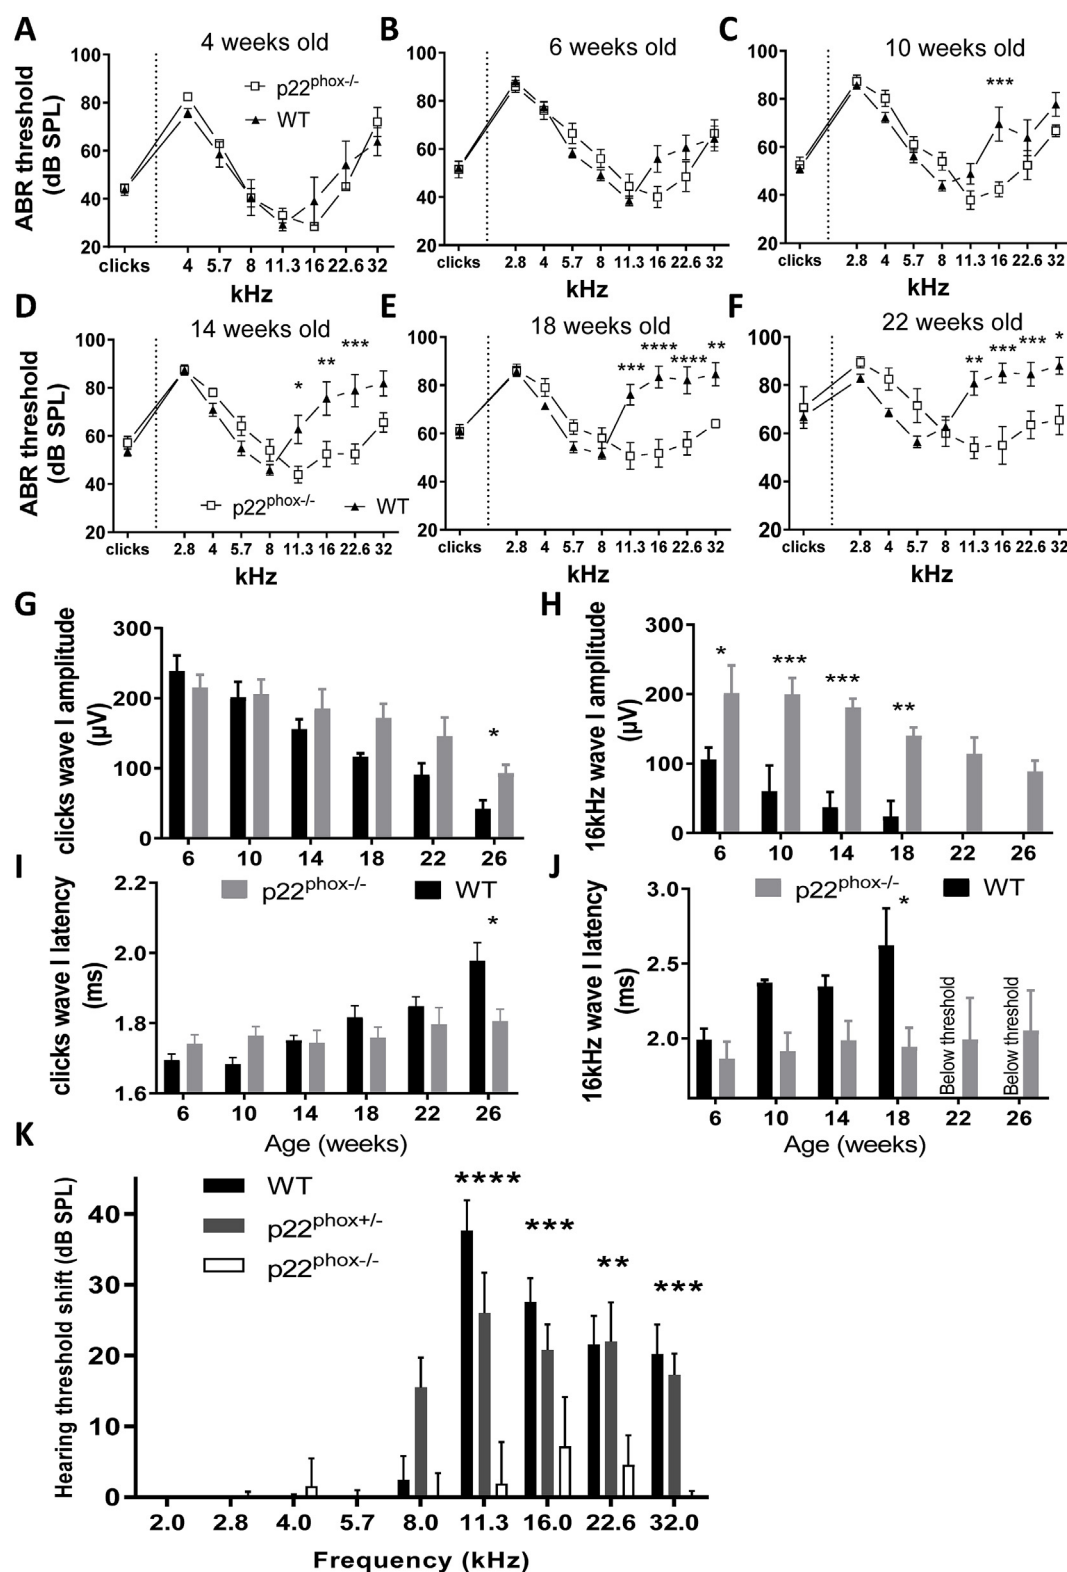 A
4 weeks old
100
80
60
40
20
ABR threshold
(dB SPL)
p22phox-/-
WT
clicks
4
5.7
8
11.3
16
22.6
32
kHz
B
6 weeks old
100
80
60
40
20
clicks
2.8
4
5.7
8
11.3
16
22.6
32
kHz
C
10 weeks old
100
80
60
40
20
***
clicks
2.8
4
5.7
8
11.3
16
22.6
32
kHz
D
14 weeks old
100
80
60
40
20
ABR threshold
(dB SPL)
*
**
***
p22phox-/-
WT
clicks
2.8
4
5.7
8
11.3
16
22.6
32
kHz
E
18 weeks old
100
80
60
40
20
***
****
****
**
clicks
2.8
4
5.7
8
11.3
16
22.6
32
kHz
F
22 weeks old
100
80
60
40
20
**
***
***
*
clicks
2.8
4
5.7
8
11.3
16
22.6
32
kHz
G
clicks wave I amplitude
(µV)
300
200
100
0
*
6
10
14
18
22
26
H
16kHz wave I amplitude
(µV)
300
200
100
0
*
***
***
**
6
10
14
18
22
26
I
clicks wave I latency
(ms)
2.2
2.0
1.8
1.6
p22phox-/-
WT
*
6
10
14
18
22
26
Age (weeks)
J
16kHz wave I latency
(ms)
3.0
2.5
2.0
p22phox-/-
WT
*
Below threshold
Below threshold
6
10
14
18
22
26
Age (weeks)
K
Hearing threshold shift (dB SPL)
40
30
20
10
0
WT
p22phox+/-
p22phox-/-
****
***
**
***
2.0
2.8
4.0
5.7
8.0
11.3
16.0
22.6
32.0
Frequency (kHz)